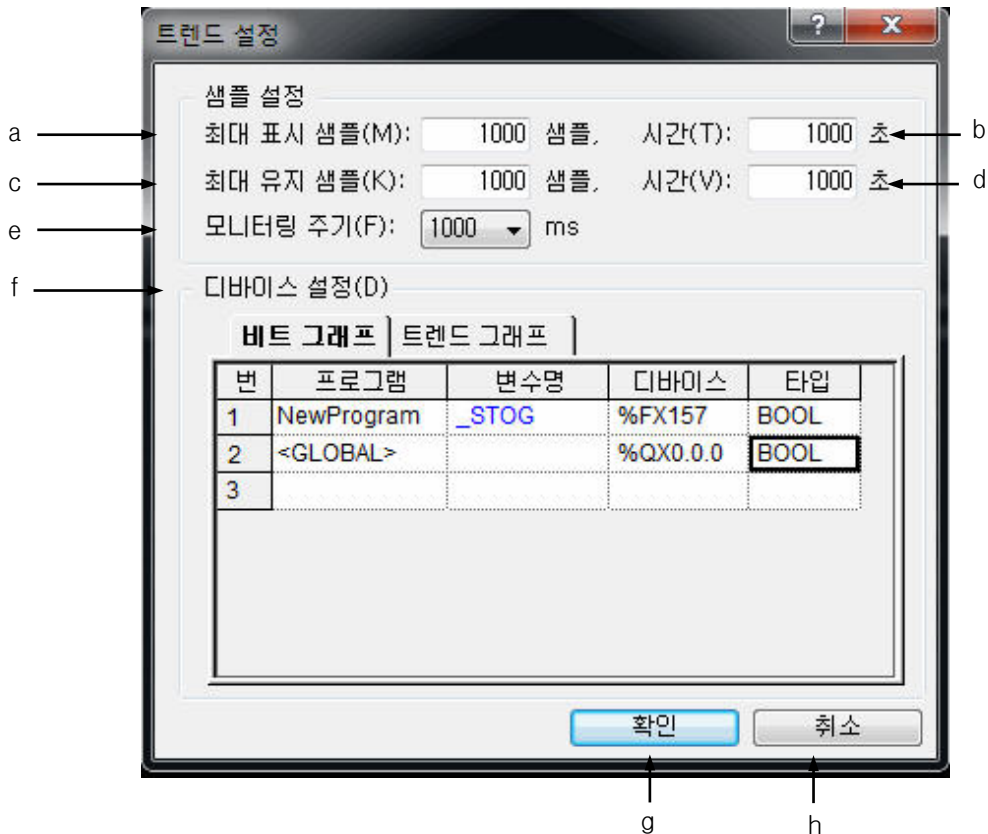 트렌드 설정 ? X
샘플 설정
a 최대 표시 샘플(M): 1000 샘플, 시간(T): 1000 초 b
c 최대 유지 샘플(K): 1000 샘플, 시간(V): 1000 초 d
e 모니터링 주기(F): 1000 ms
f 디바이스 설정(D)
비트 그래프 트렌드 그래프
번 프로그램 변수명 디바이스 타입
1 NewProgram _STOG %FX157 BOOL
2 <GLOBAL> %QX0.0.0 BOOL
3
확인 취소
g h